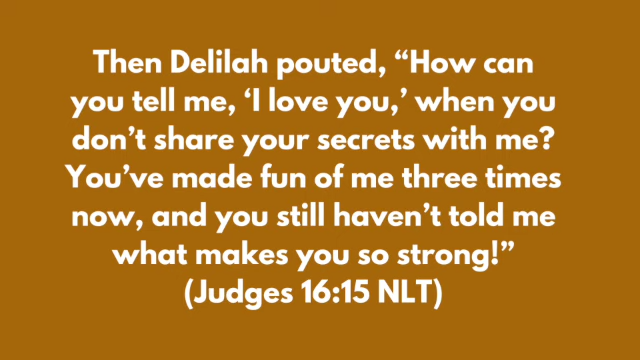 Then Delilah pouted, “How can
you tell me, ‘I love you,’ when you
don’t share your secrets with me?
You’ve made fun of me three times
now, and you still haven’t told me
what makes you so strong!”
(Judges 16:15 NLT)